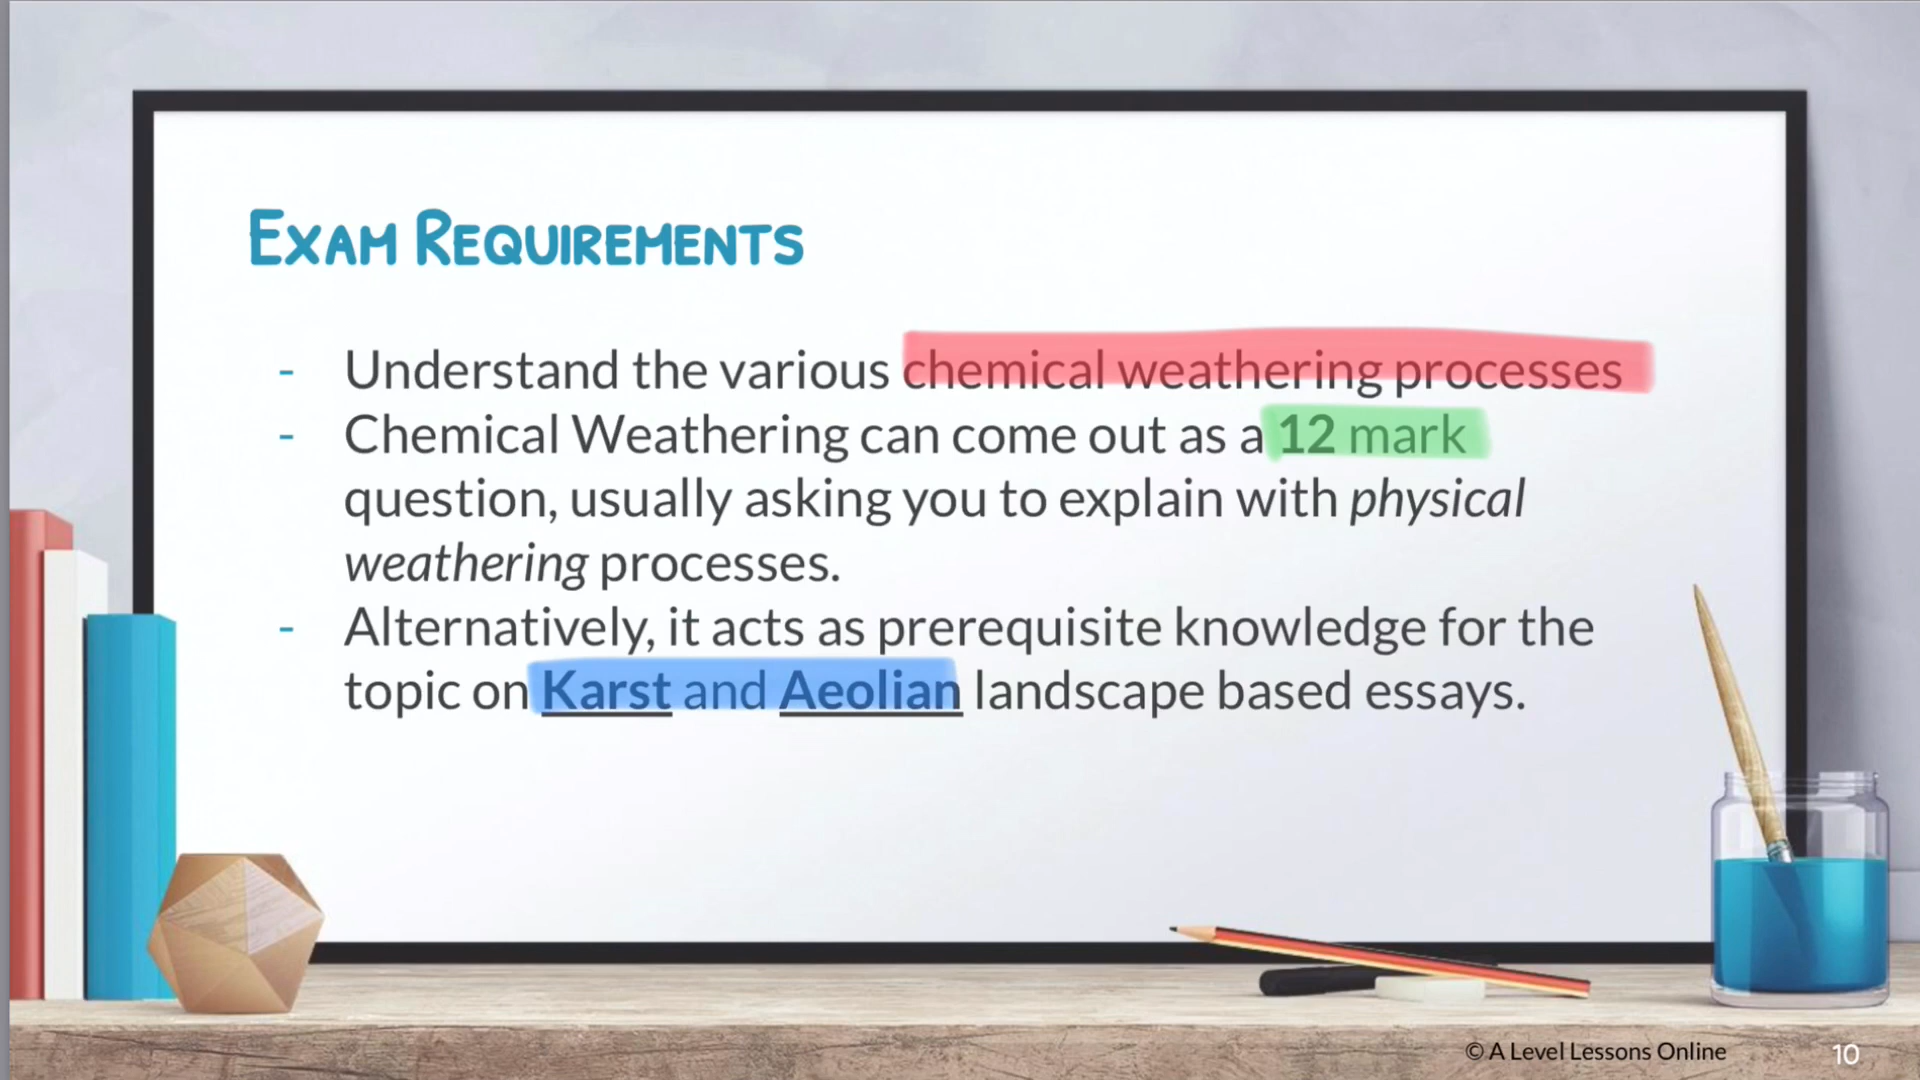 Exam Requirements
- Understand the various chemical weathering processes
- Chemical Weathering can come out as a 12 mark
question, usually asking you to explain with physical
weathering processes.
- Alternatively, it acts as prerequisite knowledge for the
topic on Karst and Aeolian landscape based essays.
© A Level Lessons Online
10